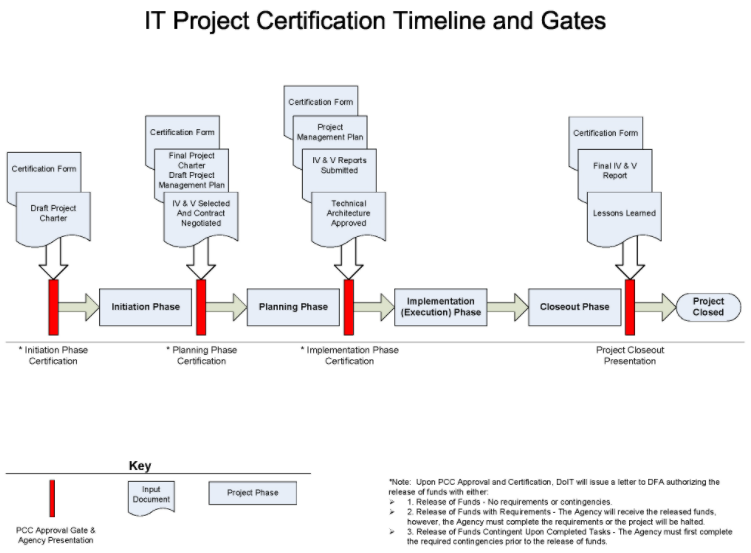 IT Project Certification Timeline and Gates
Certification Form
Draft Project
Charter
Certification Form
Final Project
Charter
Draft Project
Management Plan
IV & V Selected
And Contract
Negotiated
Certification Form
Project
Management Plan
IV & V Reports
Submitted
Technical
Architecture
Approved
Certification Form
Final IV & V
Report
Lessons Learned
Initiation Phase
Planning Phase
Implementation
(Execution) Phase
Closeout Phase
Project
Closed
* Initiation Phase
Certification
* Planning Phase
Certification
* Implementation Phase
Certification
Project Closeout
Presentation
Key
Input
Document
Project Phase
PCC Approval Gate &
Agency Presentation
*Note: Upon PCC Approval and Certification, DoIT will issue a letter to DFA authorizing the
release of funds with either:
➢ 1. Release of Funds - No requirements or contingencies.
➢ 2. Release of Funds with Requirements - The Agency will receive the released funds,
however, the Agency must complete the requirements or the project will be halted.
➢ 3. Release of Funds Contingent Upon Completed Tasks - The Agency must first complete
the required contingencies prior to the release of funds.